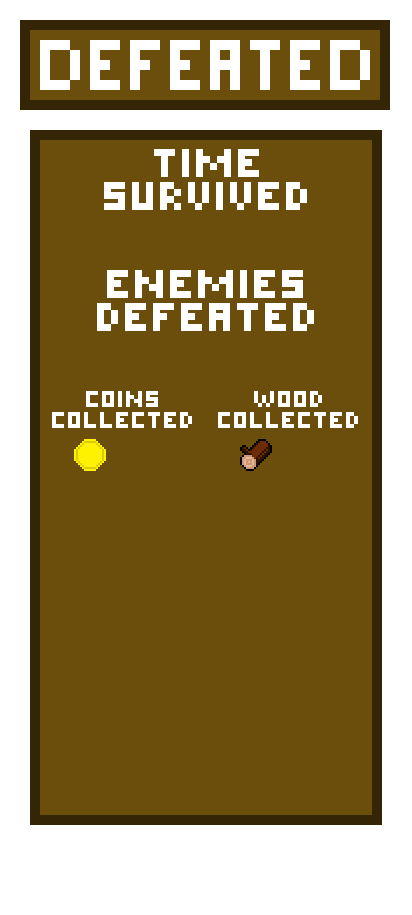 DEFEATED
TIME
SURVIVED
ENEMIES
DEFEATED
COINS WOOD
COLLECTED COLLECTED